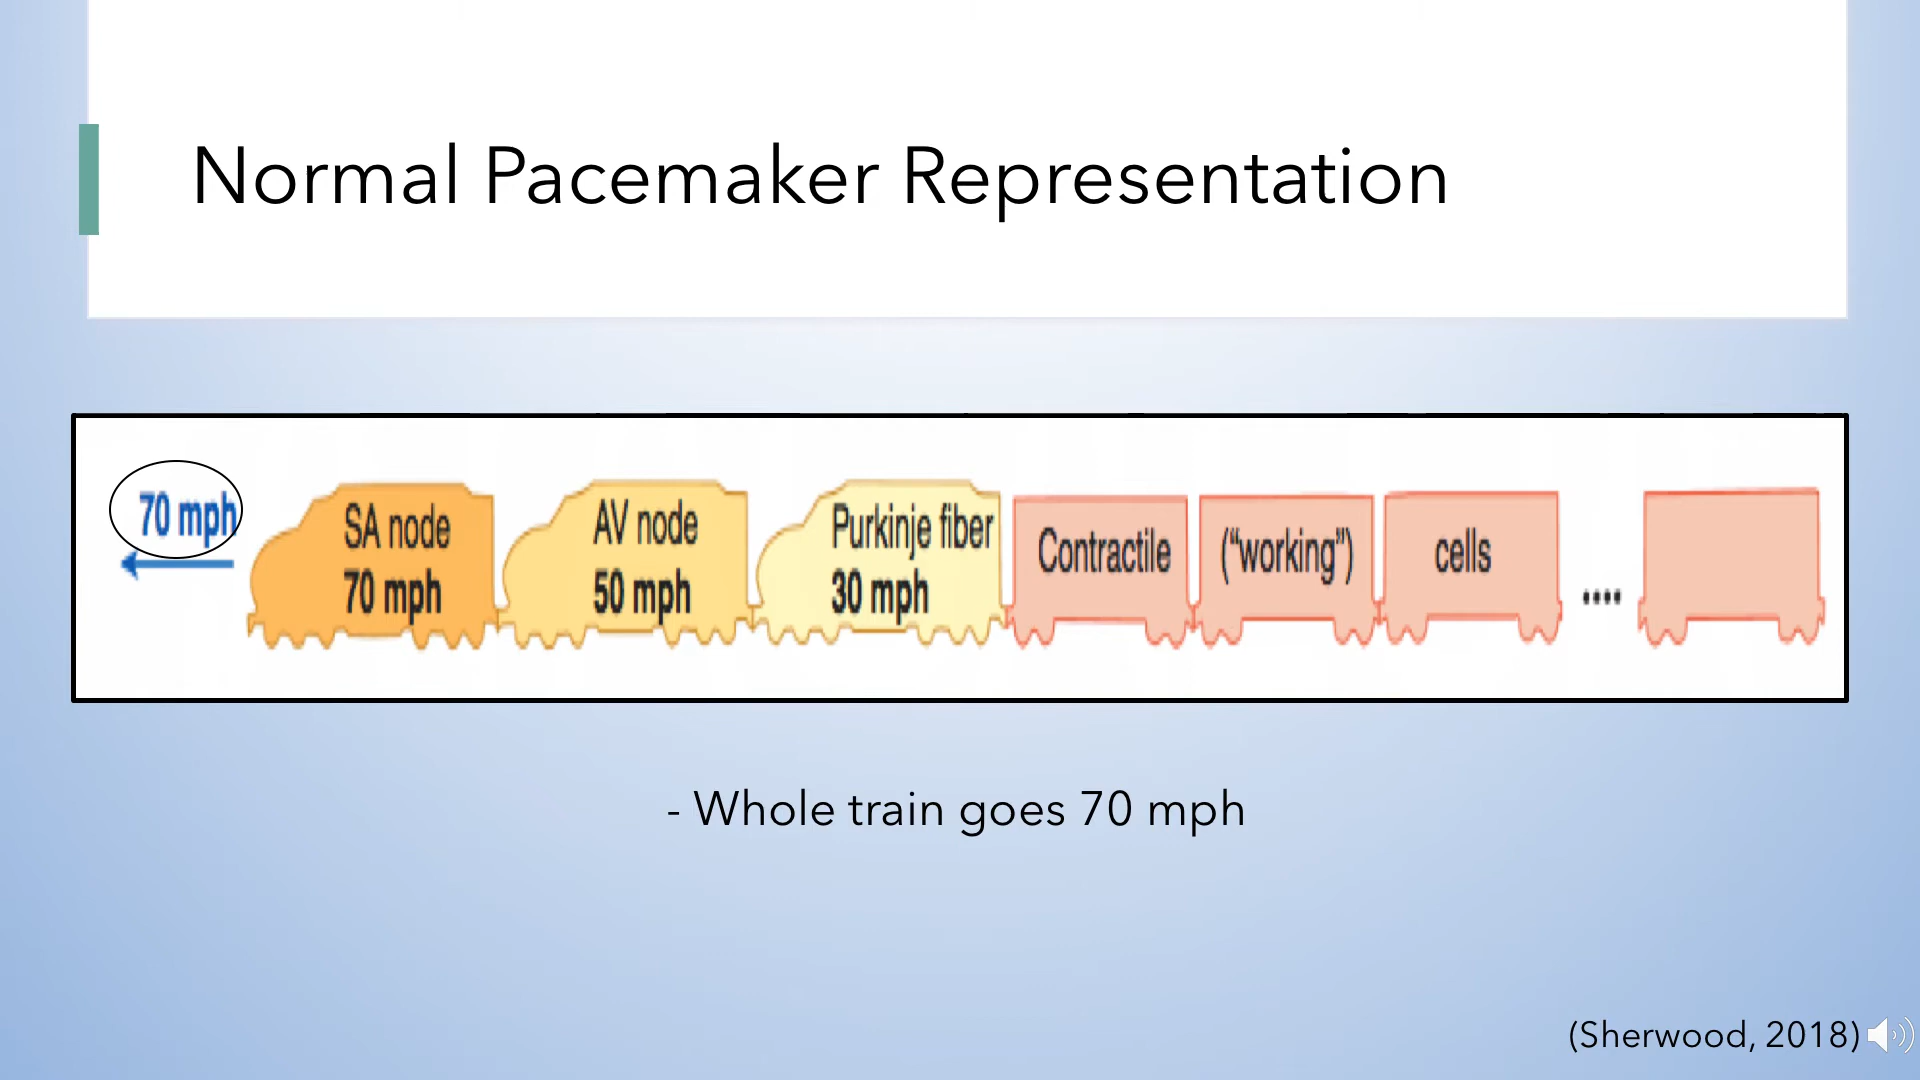 Normal Pacemaker Representation
70 mph
SA node
70 mph
AV node
50 mph
Purkinje fiber
30 mph
Contractile
(“working”)
cells
....
- Whole train goes 70 mph
(Sherwood, 2018)